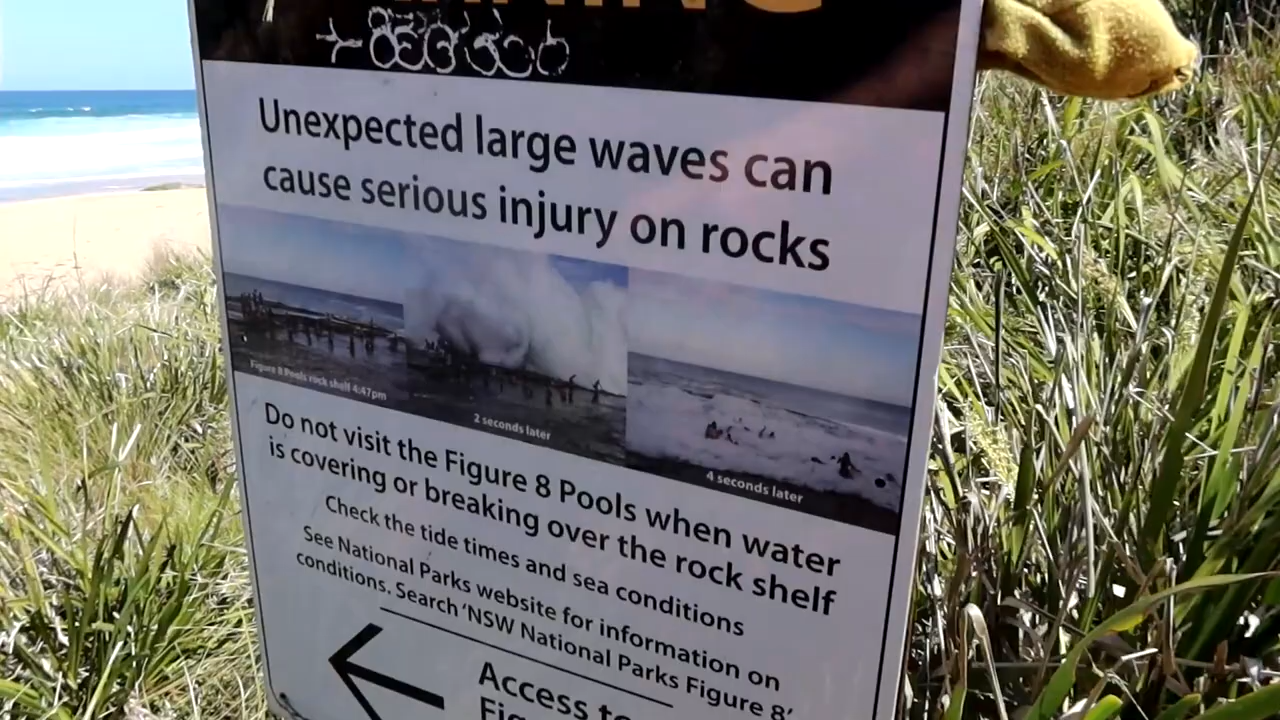 Unexpected large waves can
cause serious injury on rocks
Figure 8 Pools rock shelf 4:47pm
2 seconds later
4 seconds later
Do not visit the Figure 8 Pools when water
is covering or breaking over the rock shelf
Check the tide times and sea conditions
See National Parks website for information on
conditions. Search ‘NSW National Parks Figure 8’
Access to